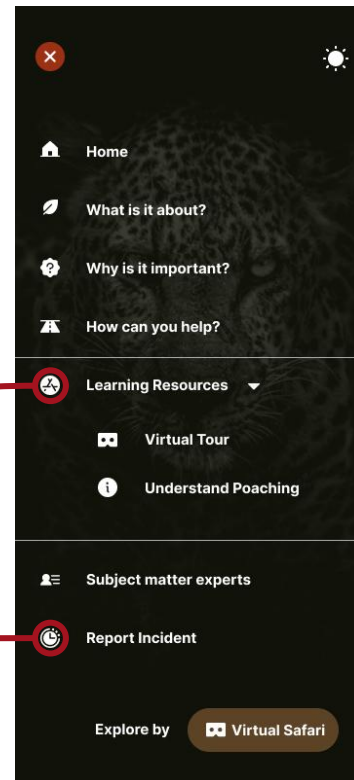 Home
What is it about?
Why is it important?
How can you help?
Learning Resources
Virtual Tour
Understand Poaching
Subject matter experts
Report Incident
Explore by Virtual Safari